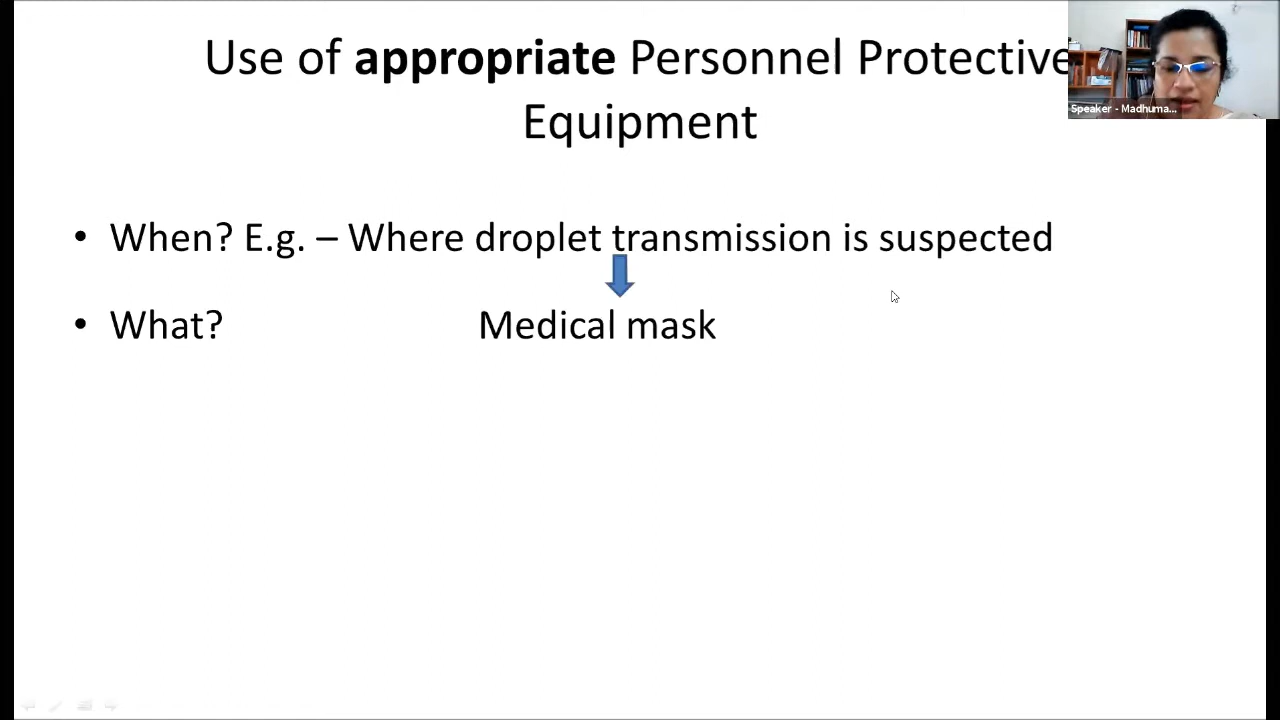 Use of appropriate Personnel Protective
Equipment
Speaker - Madhuma...
• When? E.g. – Where droplet transmission is suspected
• What? Medical mask